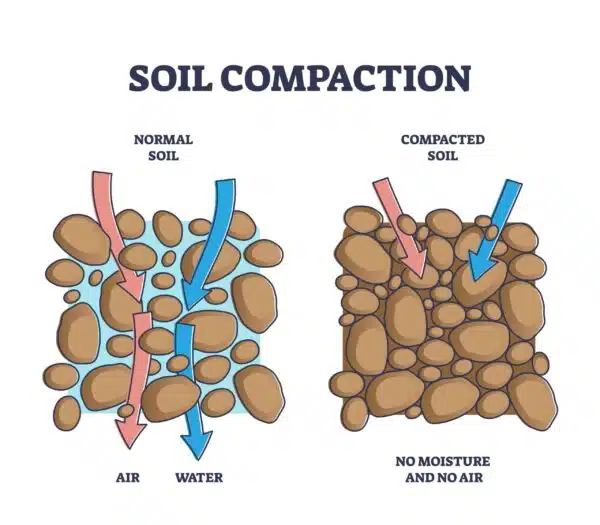 SOIL COMPACTION
NORMAL
SOIL
COMPACTED
SOIL
AIR
WATER
NO MOISTURE
AND NO AIR